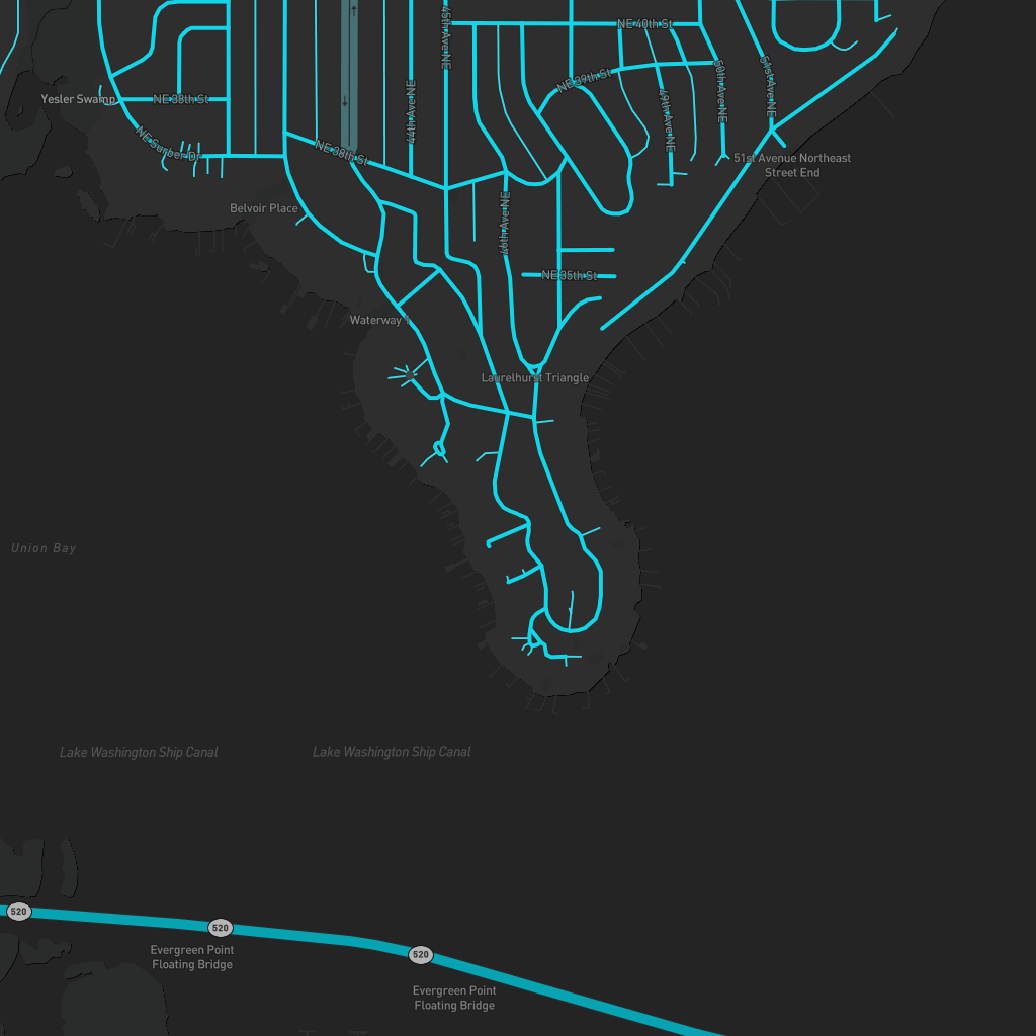 45th Ave NE
NE 40th St
51st Ave NE
50th Ave NE
NE 39th St
49th Ave NE
44th Ave NE
Yesler Swamp
NE 38th St
NE Surber Dr
NE 38th St
51st Avenue Northeast
Street End
Belvoir Place
46th Ave NE
NE 35th St
Waterway
Laurelhurst Triangle
Union Bay
Lake Washington Ship Canal
Lake Washington Ship Canal
520
520
520
Evergreen Point
Floating Bridge
Evergreen Point
Floating Bridge